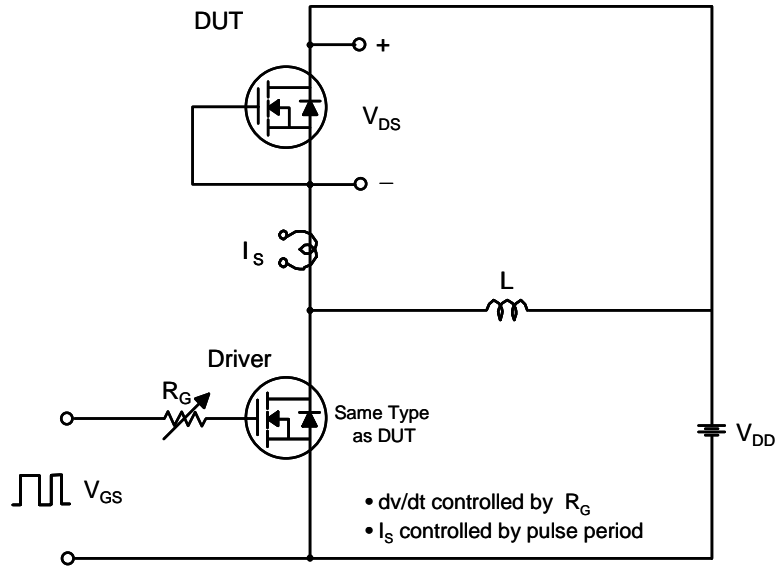 DUT
+
V_DS
−
I_S
L
Driver
R_G
Same Type
as DUT
V_DD
V_GS
• dv/dt controlled by R_G
• I_S controlled by pulse period